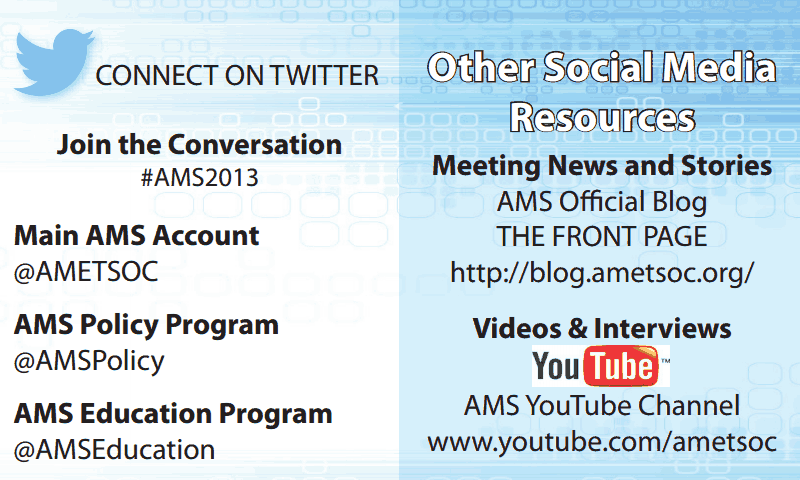 CONNECT ON TWITTER
Join the Conversation
#AMS2013
Main AMS Account
@AMETSOC
AMS Policy Program
@AMSPolicy
AMS Education Program
@AMSEducation
Other Social Media
Resources
Meeting News and Stories
AMS Official Blog
THE FRONT PAGE
http://blog.ametsoc.org/
Videos & Interviews
YouTube™
AMS YouTube Channel
www.youtube.com/ametsoc